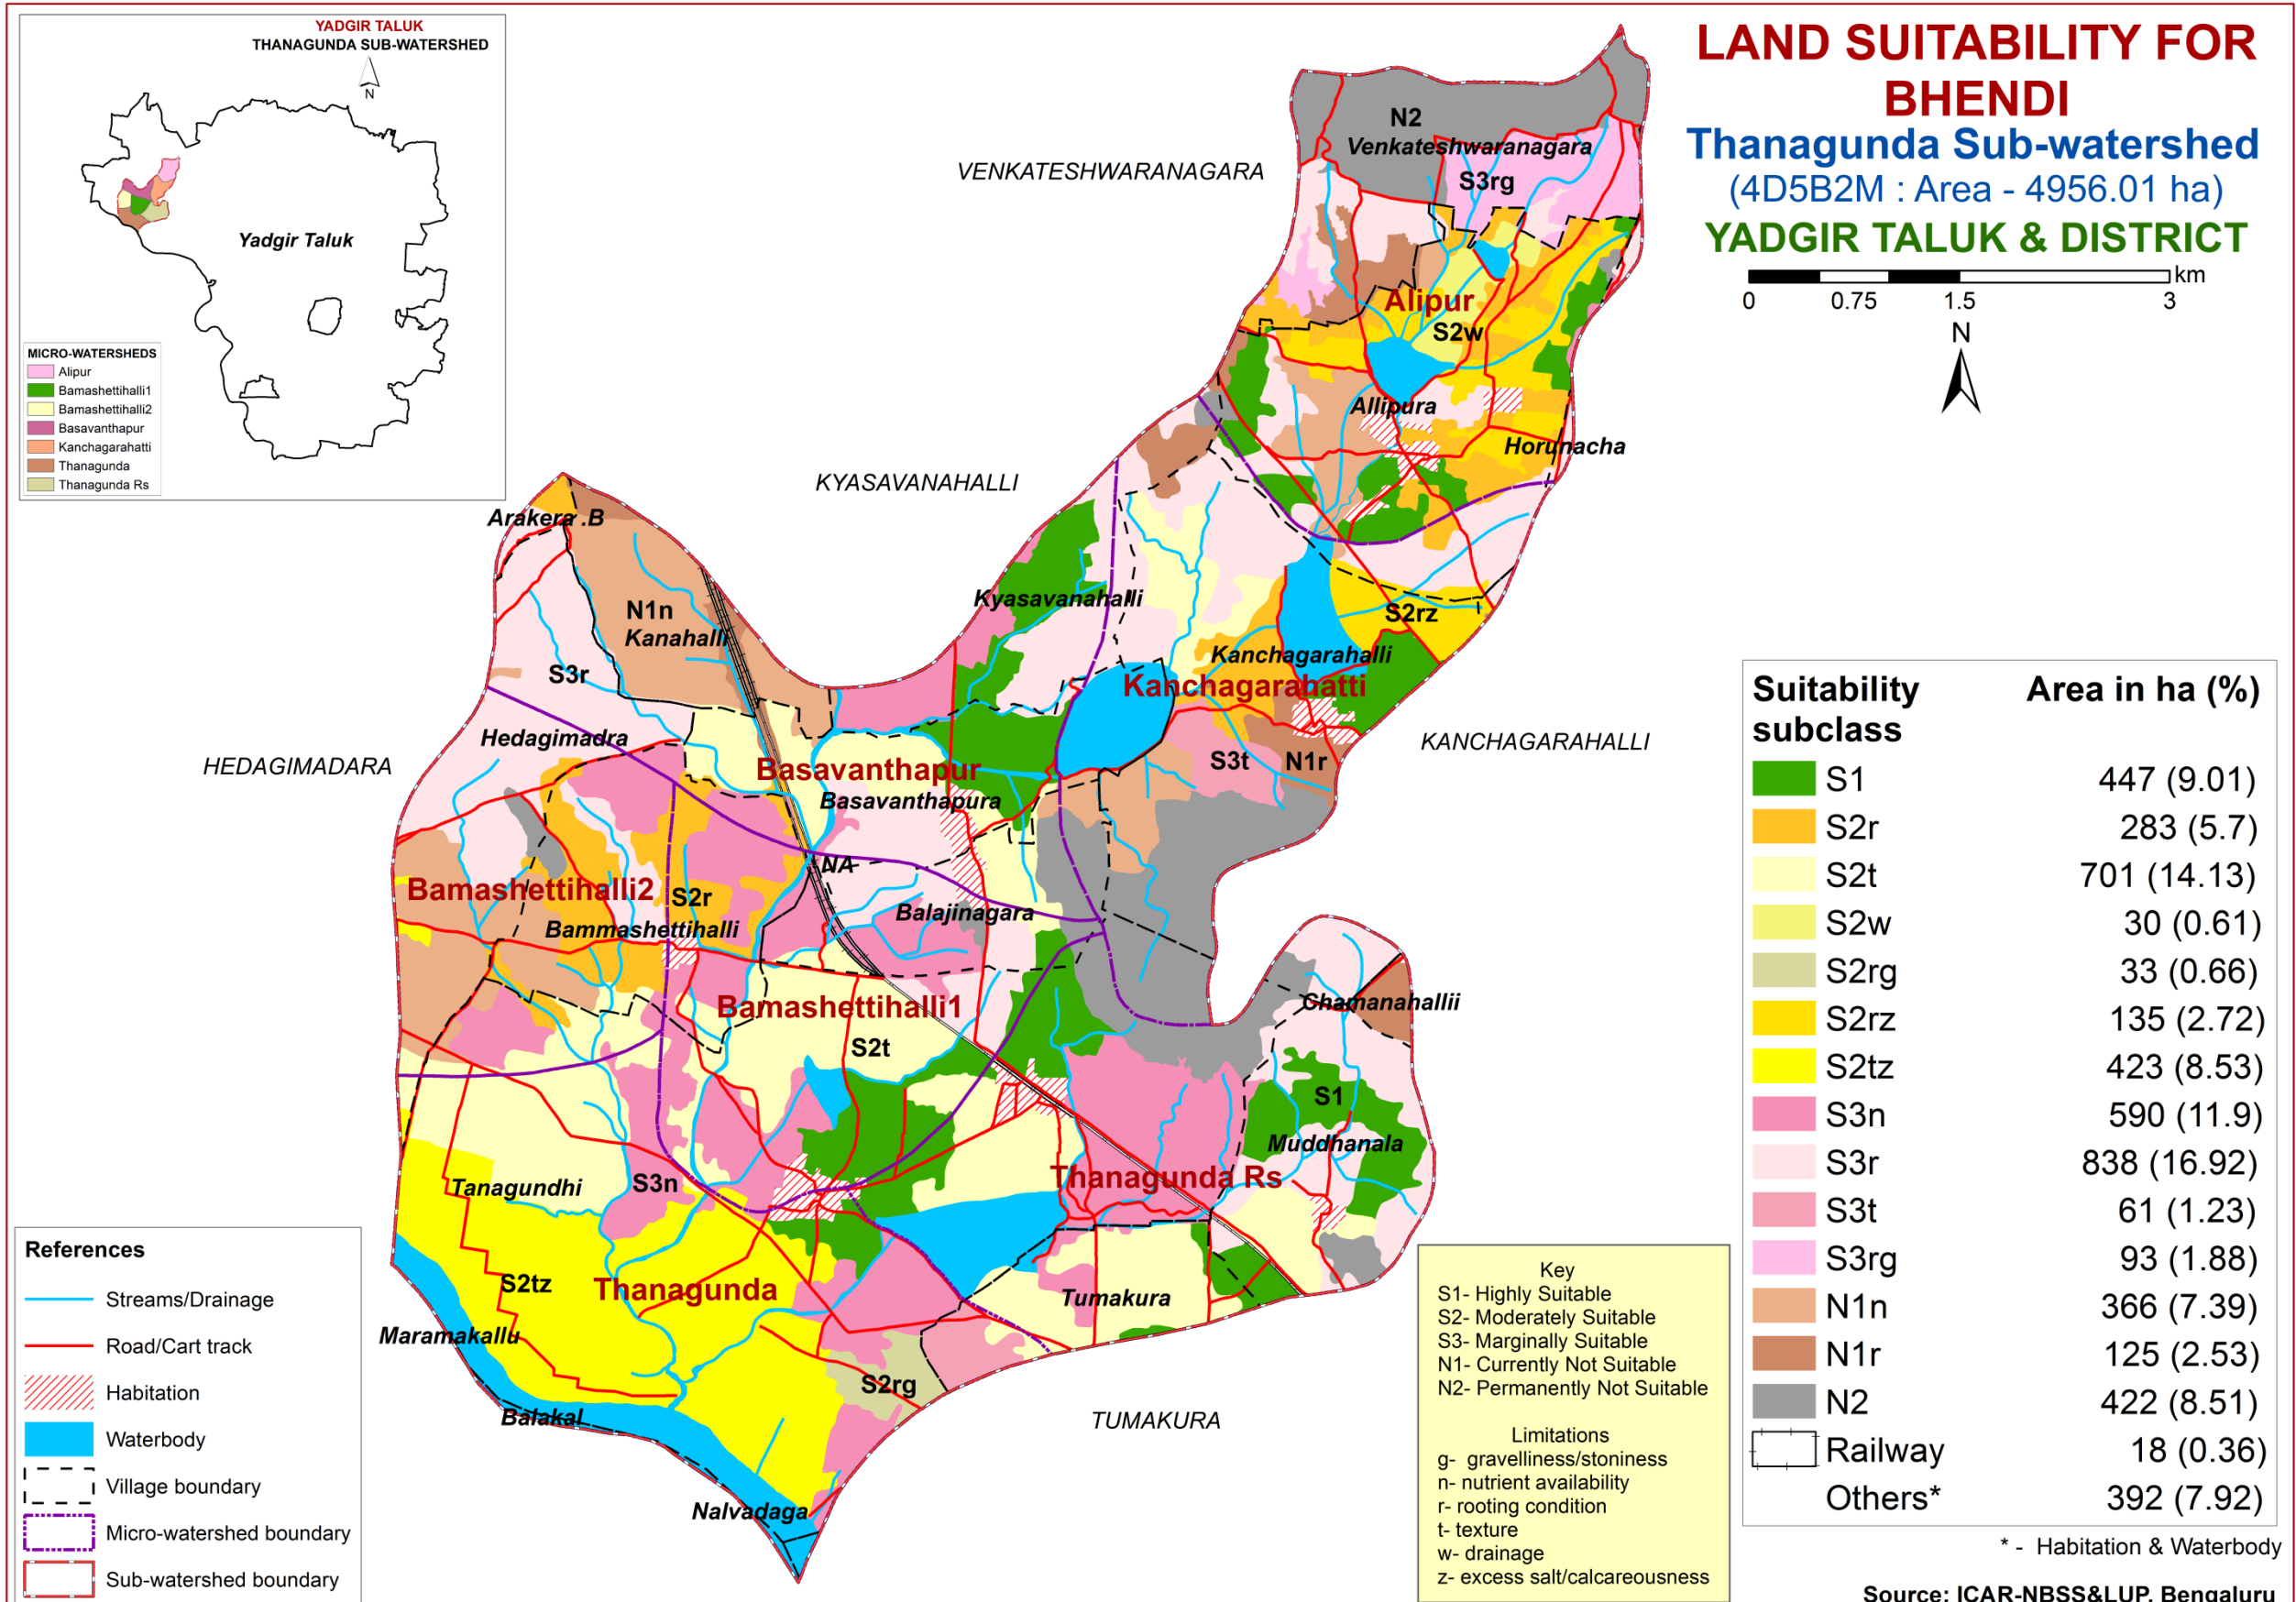 YADGIR TALUK
THANAGUNDA SUB-WATERSHED
N
Yadgir Taluk
MICRO-WATERSHEDS
Alipur
Bamashettihalli1
Bamashettihalli2
Basavanthapur
Kanchagarahatti
Thanagunda
Thanagunda Rs
LAND SUITABILITY FOR
BHENDI
Thanagunda Sub-watershed
(4D5B2M : Area - 4956.01 ha)
YADGIR TALUK & DISTRICT
km
0 0.75 1.5 3
N
N2
Venkateshwaranagara
VENKATESHWARANAGARA
S3rg
Alipur
S2w
Allipura
Horunacha
KYASAVANAHALLI
Arakera .B
Kyasavanahalli
N1n
Kanahalli
S2rz
Kanchagarahalli
S3r
Kanchagarahatti
Hedagimadra
KANCHAGARAHALLI
HEDAGIMADARA
S3t
N1r
Basavanthapur
Basavanthapura
NA
Bamashettihalli2
S2r
Balajinagara
Bammashettihalli
Chamanahallii
Bamashettihalli1
S2t
S1
Muddhanala
Thanagunda Rs
S3n
Tanagundhi
S2tz
Thanagunda
Tumakura
Maramakallu
S2rg
Balakal
TUMAKURA
Nalvadaga
Suitability subclass
Area in ha (%)
S1 447 (9.01)
S2r 283 (5.7)
S2t 701 (14.13)
S2w 30 (0.61)
S2rg 33 (0.66)
S2rz 135 (2.72)
S2tz 423 (8.53)
S3n 590 (11.9)
S3r 838 (16.92)
S3t 61 (1.23)
S3rg 93 (1.88)
N1n 366 (7.39)
N1r 125 (2.53)
N2 422 (8.51)
Railway 18 (0.36)
Others* 392 (7.92)
* - Habitation & Waterbody
Source: ICAR-NBSS&LUP, Bengaluru
References
Streams/Drainage
Road/Cart track
Habitation
Waterbody
Village boundary
Micro-watershed boundary
Sub-watershed boundary
Key
S1- Highly Suitable
S2- Moderately Suitable
S3- Marginally Suitable
N1- Currently Not Suitable
N2- Permanently Not Suitable
Limitations
g- gravelliness/stoniness
n- nutrient availability
r- rooting condition
t- texture
w- drainage
z- excess salt/calcareousness